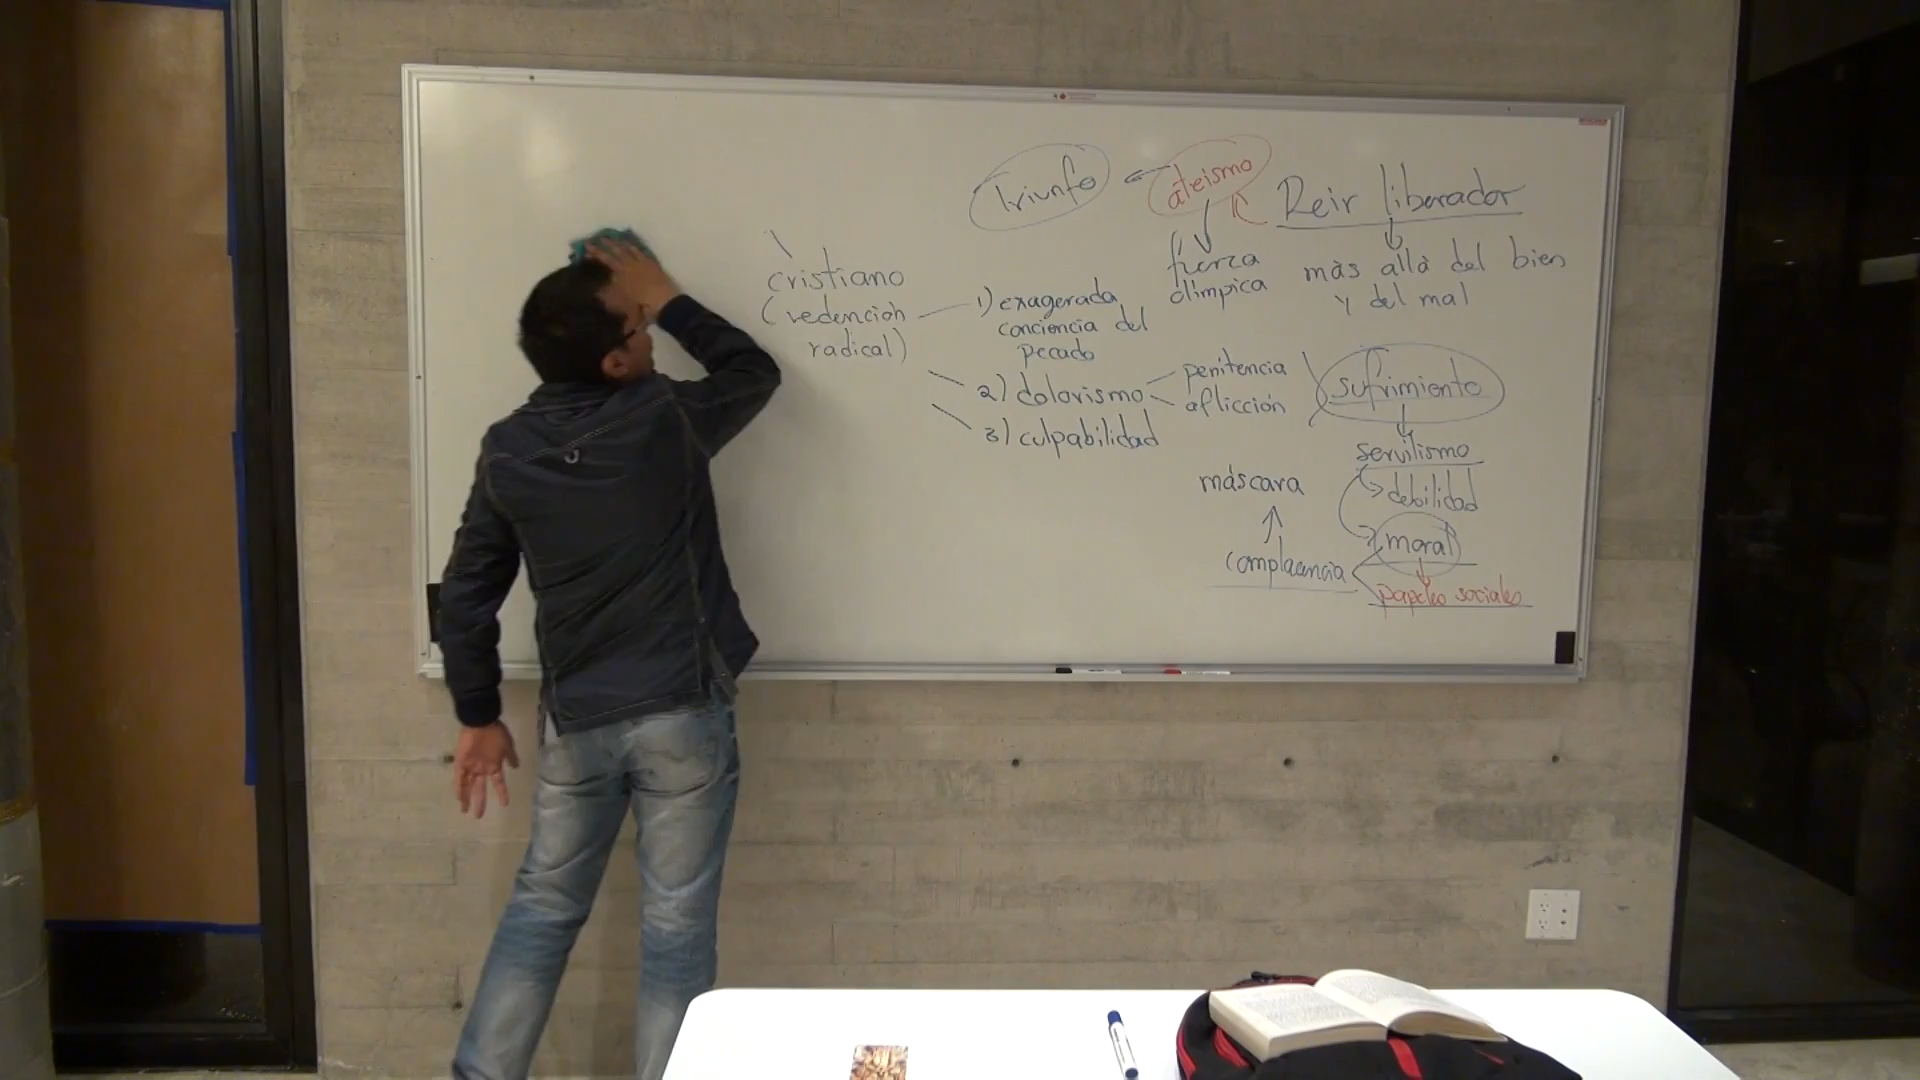 Triunfo
ateismo
Reir liberador
fuerza
olímpica
más allá del bien
y del mal
cristiano
(redención
radical)
1) exagerada
conciencia del
pecado
2) dolorismo
penitencia
aflicción
3) culpabilidad
sufrimiento
servilismo
debilidad
moral
papeles sociales
máscara
complacencia